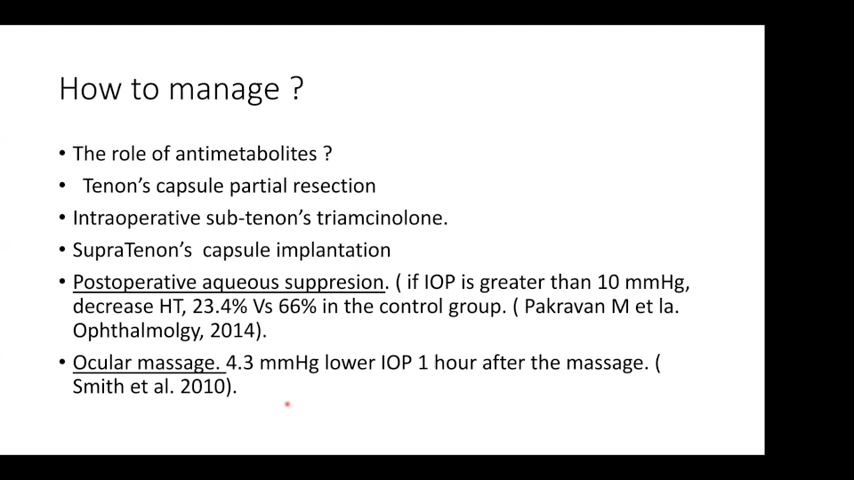 How to manage ?
• The role of antimetabolites ?
• Tenon's capsule partial resection
• Intraoperative sub-tenon's triamcinolone.
• SupraTenon's capsule implantation
• Postoperative aqueous suppresion. ( if IOP is greater than 10 mmHg,
decrease HT, 23.4% Vs 66% in the control group. ( Pakravan M et la.
Ophthalmolgy, 2014).
• Ocular massage. 4.3 mmHg lower IOP 1 hour after the massage. (
Smith et al. 2010).